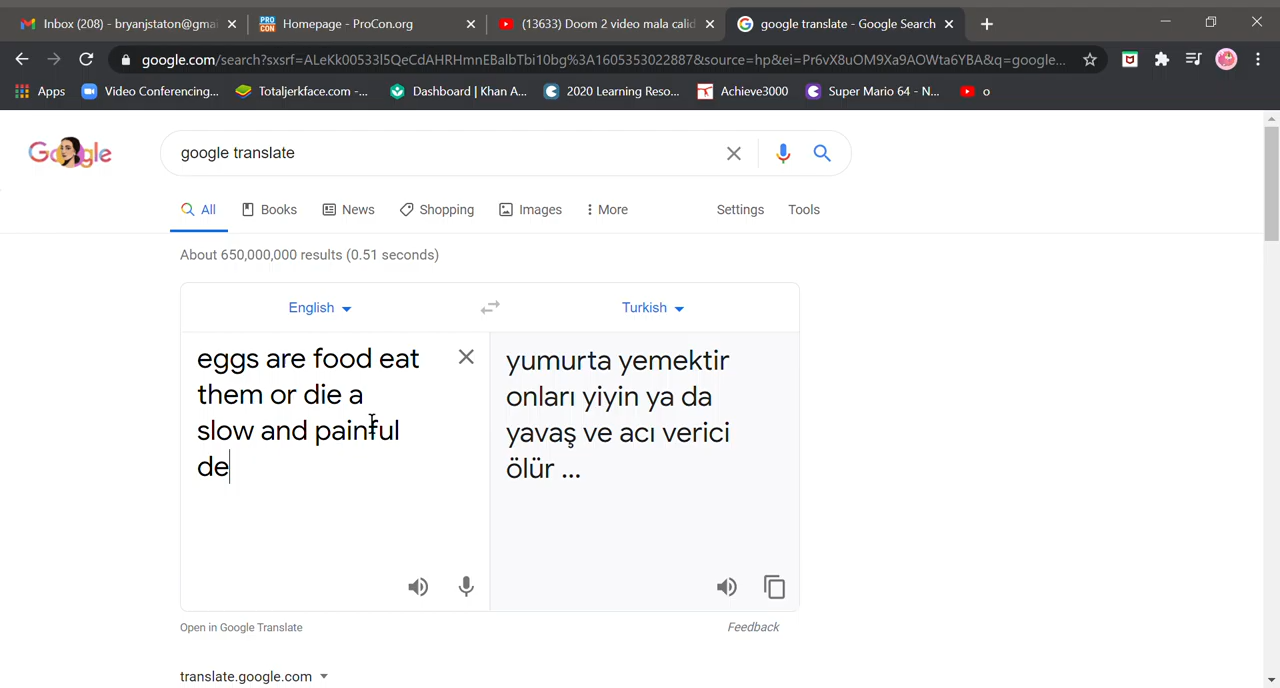 Inbox (208) - bryanjstaton@gmai
Homepage - ProCon.org
(13633) Doom 2 video mala calid
google translate - Google Search
google.com/search?sxsrf=ALeKk00533l5QeCdAHRHmnEBalbTbi10bg%3A1605353022887&source=hp&ei=Pr6vX8uOM9Xa9AOWta6YBA&q=google...
Apps
Video Conferencing...
Totaljerkface.com -...
Dashboard | Khan A...
2020 Learning Reso...
Achieve3000
Super Mario 64 - N...
o
Google
google translate
All
Books
News
Shopping
Images
More
Settings
Tools
About 650,000,000 results (0.51 seconds)
English
Turkish
eggs are food eat
them or die a
slow and painful
de
yumurta yemektir
onları yiyin ya da
yavaş ve acı verici
ölür ...
Open in Google Translate
Feedback
translate.google.com